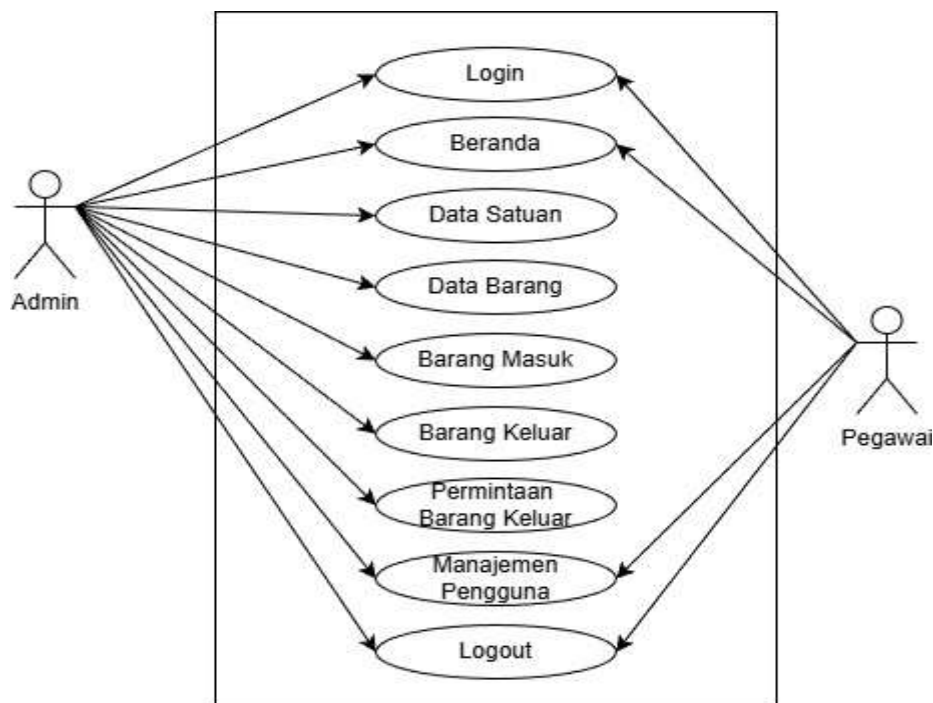 Login
Beranda
Data Satuan
Data Barang
Barang Masuk
Barang Keluar
Permintaan
Barang Keluar
Manajemen
Pengguna
Logout
Admin
Pegawai